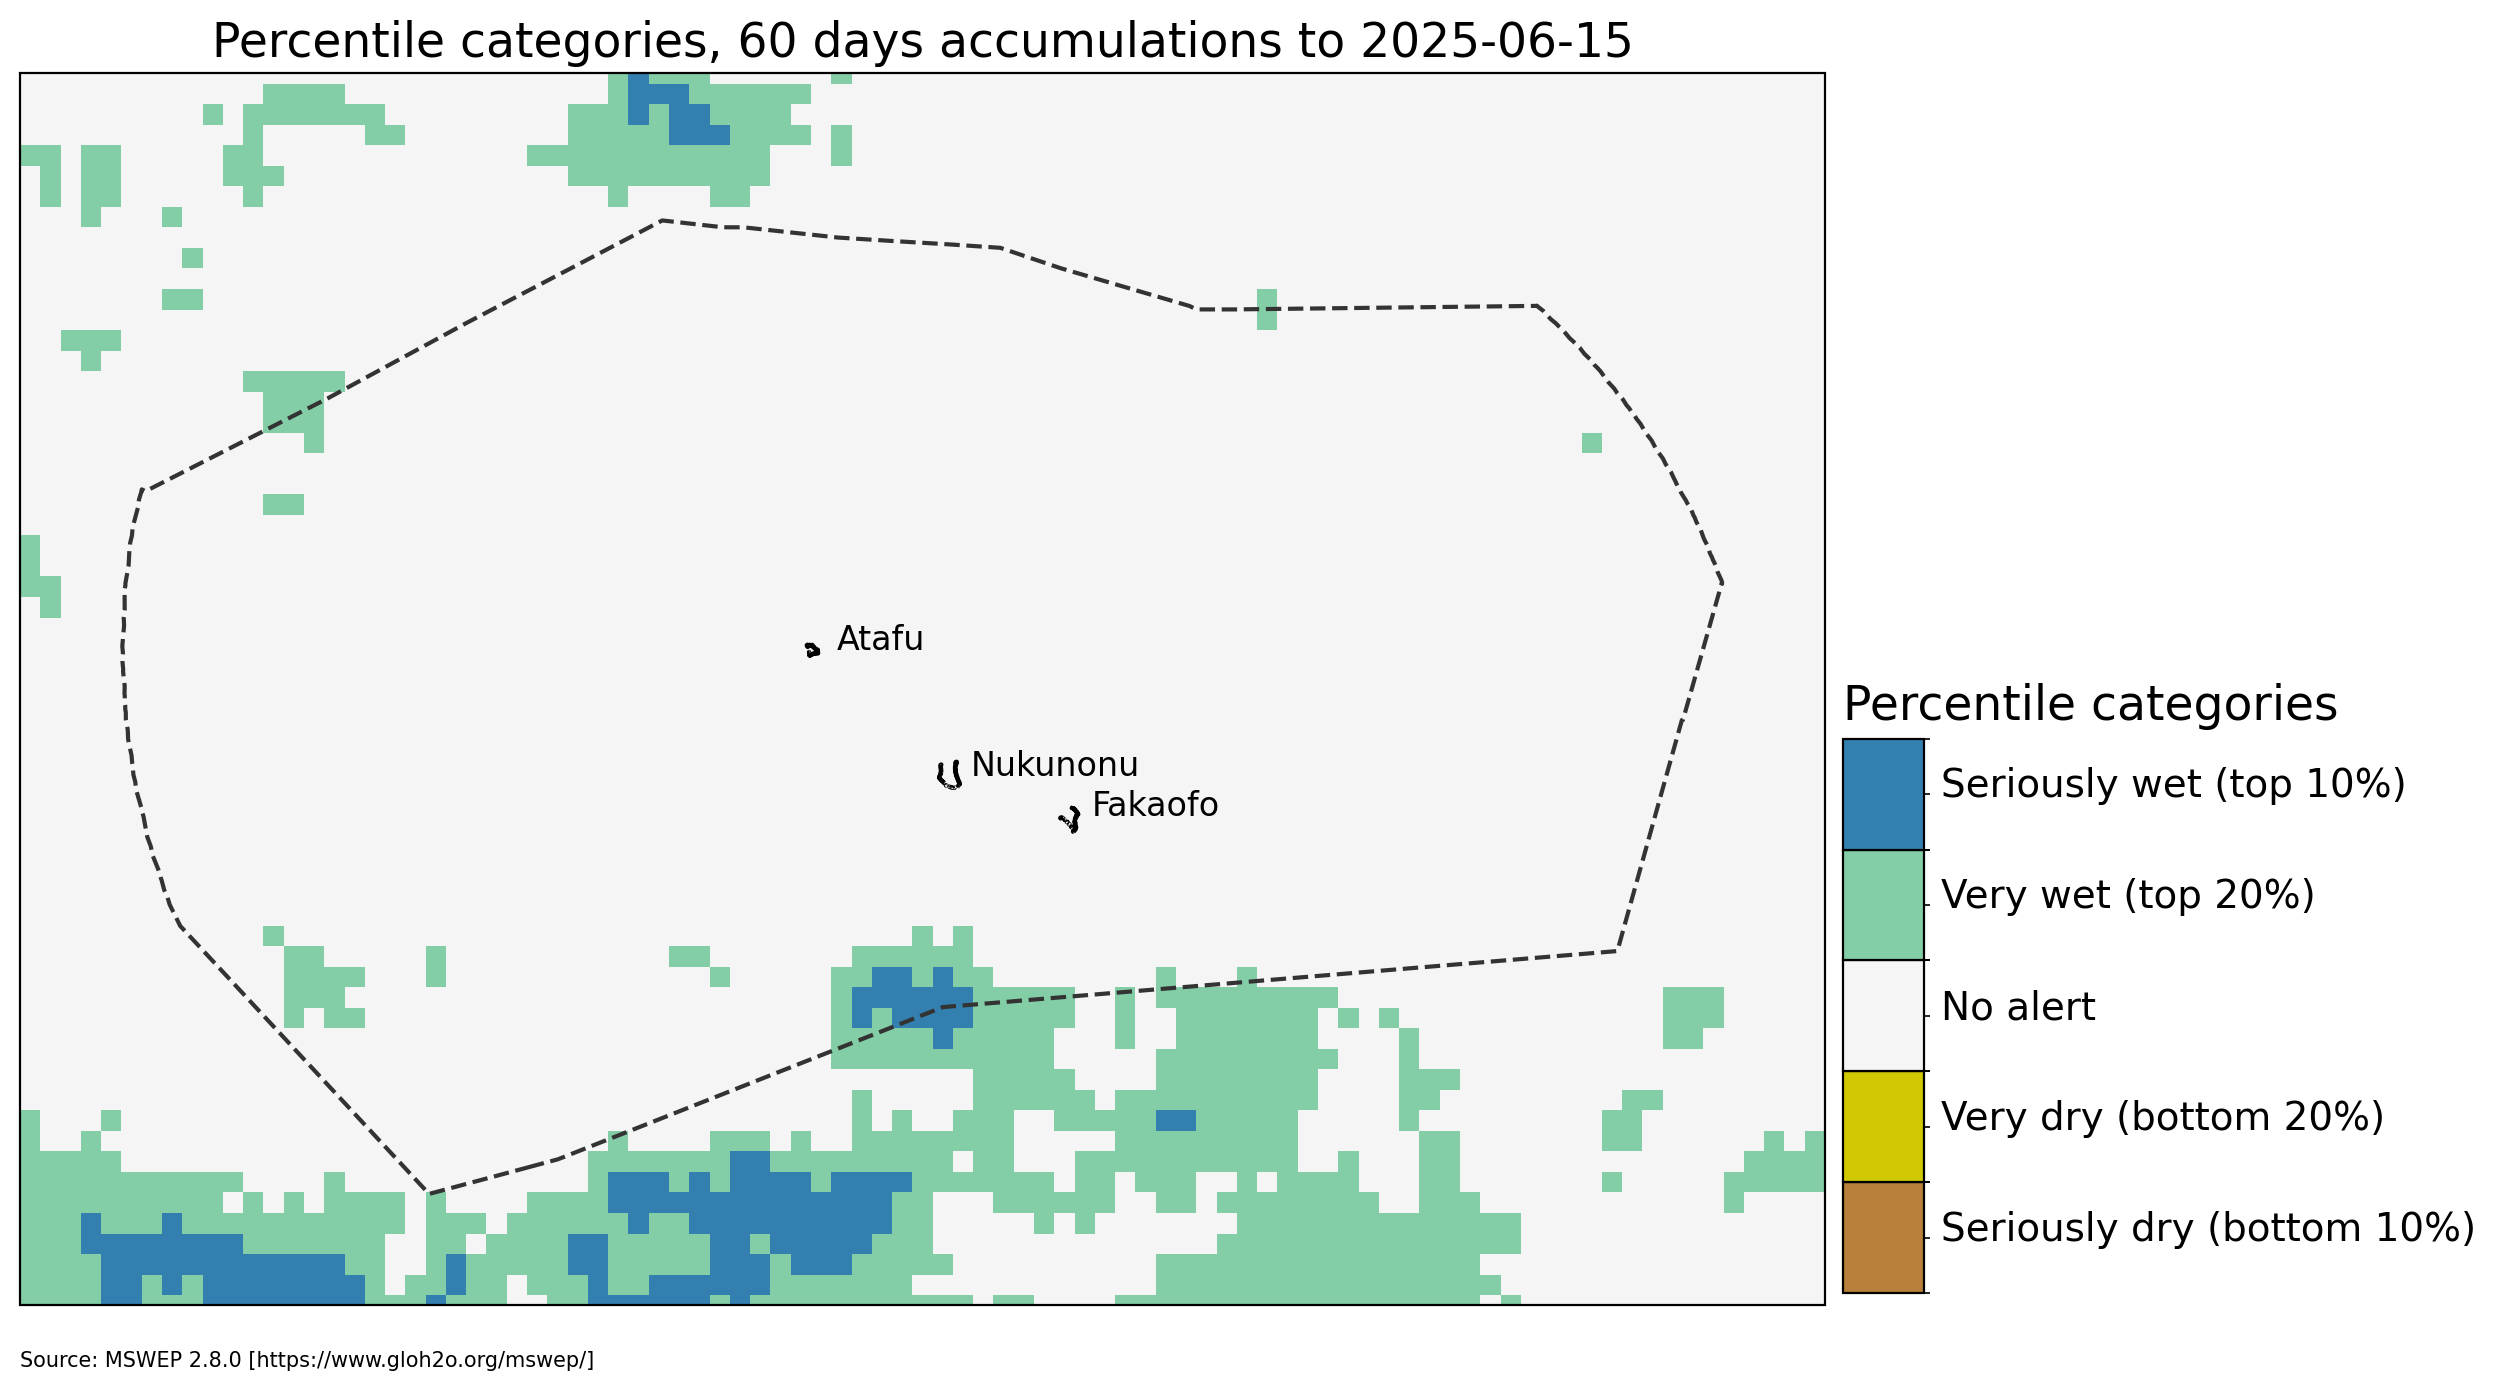 Percentile categories, 60 days accumulations to 2025-06-15
Atafu
Nukunonu
Fakaofo
Percentile categories
Seriously wet (top 10%)
Very wet (top 20%)
No alert
Very dry (bottom 20%)
Seriously dry (bottom 10%)
Source: MSWEP 2.8.0 [https://www.gloh2o.org/mswep/]